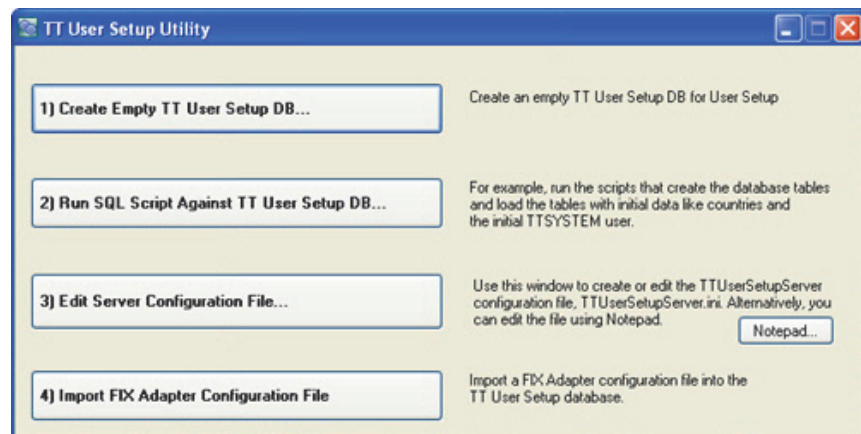 TT User Setup Utility
1) Create Empty TT User Setup DB...
Create an empty TT User Setup DB for User Setup
2) Run SQL Script Against TT User Setup DB...
For example, run the scripts that create the database tables
and load the tables with initial data like countries and
the initial TTSYSTEM user.
3) Edit Server Configuration File...
Use this window to create or edit the TTUserSetupServer
configuration file, TTUserSetupServer.ini. Alternatively, you
can edit the file using Notepad.
Notepad...
4) Import FIX Adapter Configuration File
Import a FIX Adapter configuration file into the
TT User Setup database.